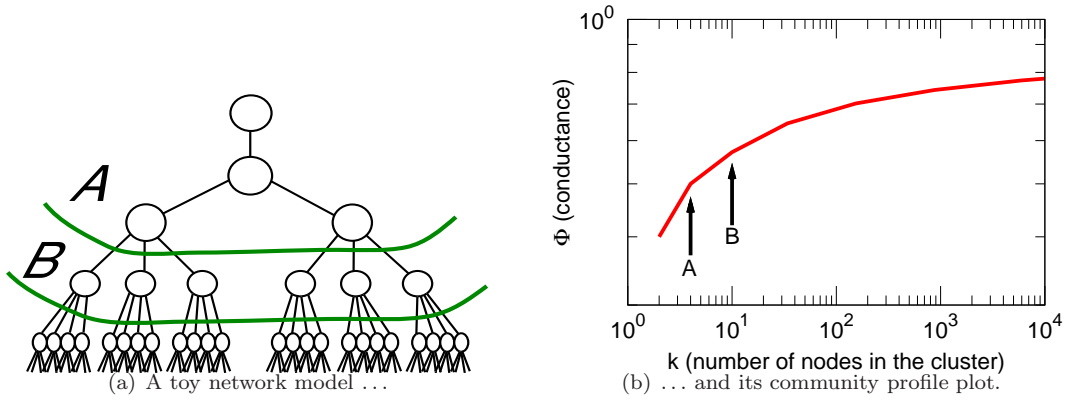 A
B
(a) A toy network model ...
10^0
Φ (conductance)
A
B
10^0 10^1 10^2 10^3 10^4
k (number of nodes in the cluster)
(b) ... and its community profile plot.